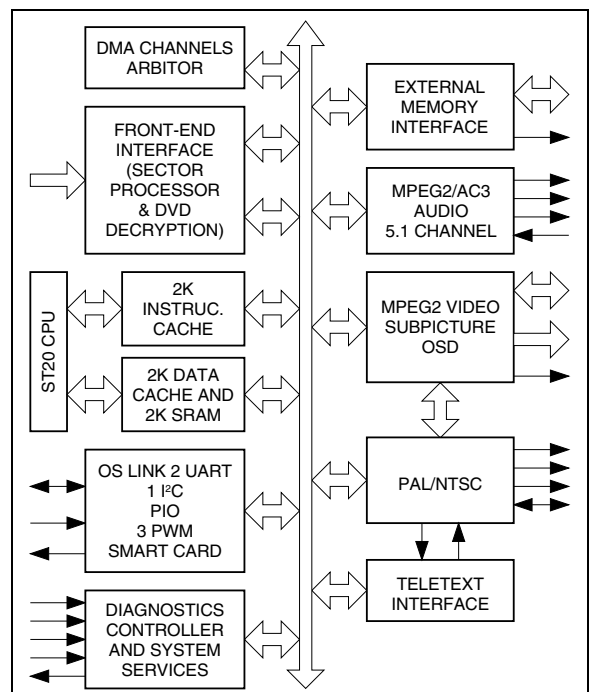 DMA CHANNELS
ARBITOR
FRONT-END
INTERFACE
(SECTOR
PROCESSOR
& DVD
DECRYPTION)
ST20 CPU
2K
INSTRUC.
CACHE
2K DATA
CACHE AND
2K SRAM
OS LINK 2 UART
1 I²C
PIO
3 PWM
SMART CARD
DIAGNOSTICS
CONTROLLER
AND SYSTEM
SERVICES
EXTERNAL
MEMORY
INTERFACE
MPEG2/AC3
AUDIO
5.1 CHANNEL
MPEG2 VIDEO
SUBPICTURE
OSD
PAL/NTSC
TELETEXT
INTERFACE